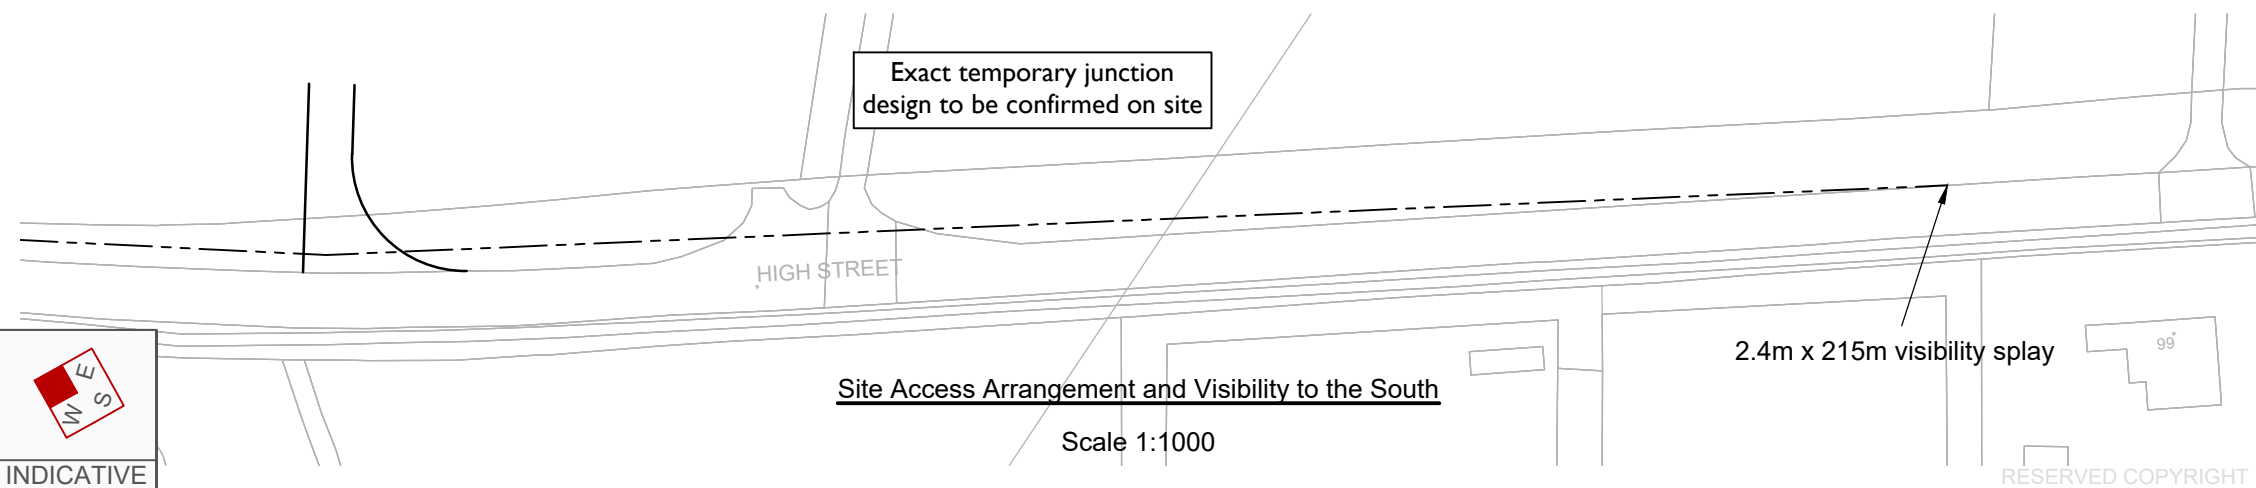 Exact temporary junction
design to be confirmed on site
HIGH STREET
2.4m x 215m visibility splay
99
Site Access Arrangement and Visibility to the South
Scale 1:1000
E
S
W
INDICATIVE
RESERVED COPYRIGHT